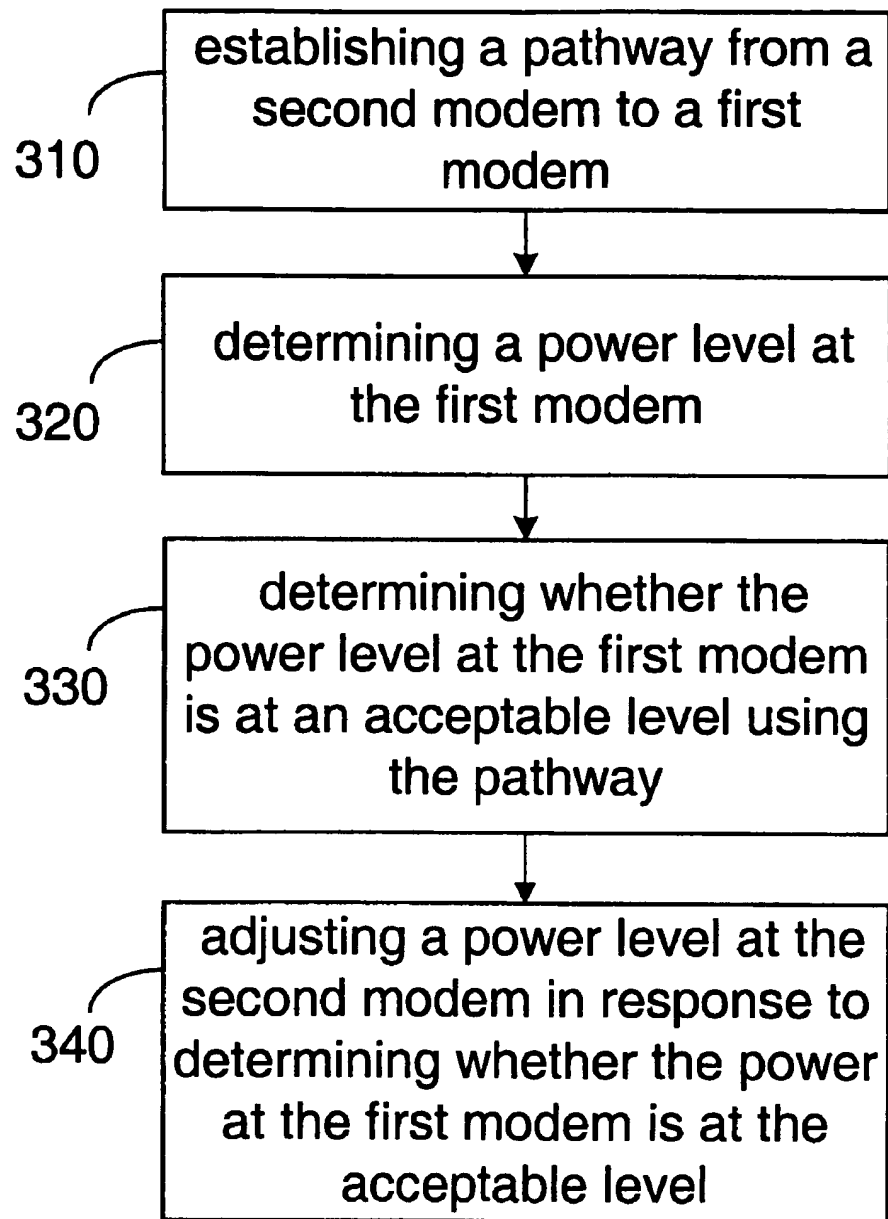 establishing a pathway from a
second modem to a first
modem
310
determining a power level at
the first modem
320
determining whether the
power level at the first modem
is at an acceptable level using
the pathway
330
adjusting a power level at the
second modem in response to
determining whether the power
at the first modem is at the
acceptable level
340